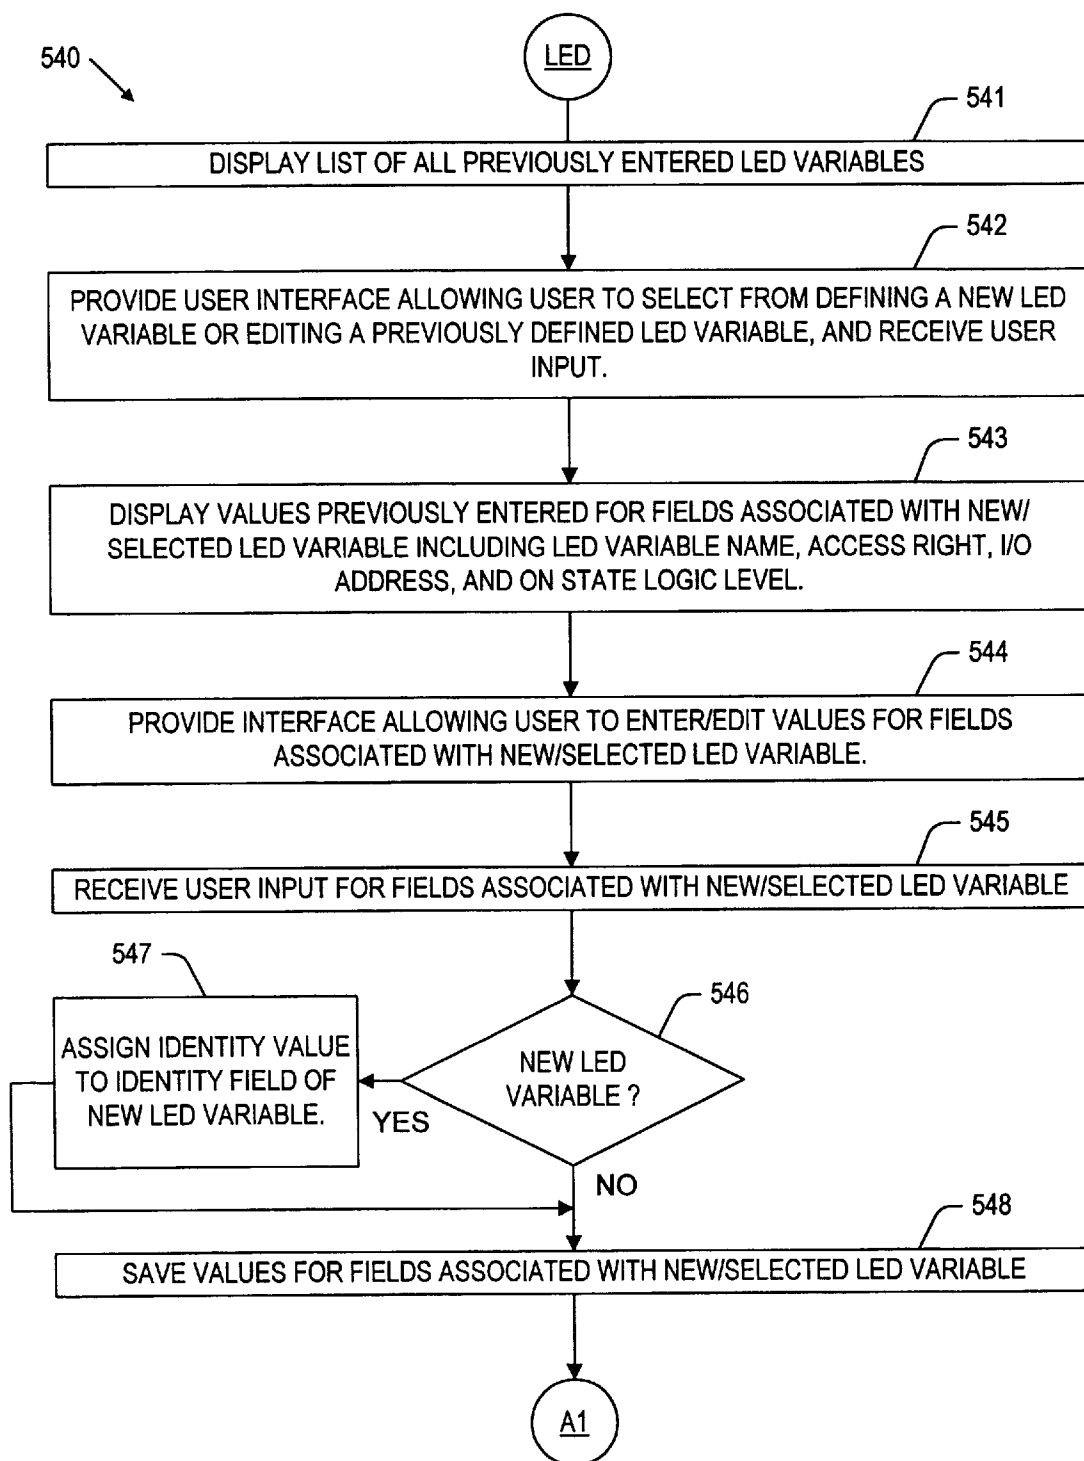 LED
540
541
DISPLAY LIST OF ALL PREVIOUSLY ENTERED LED VARIABLES
542
PROVIDE USER INTERFACE ALLOWING USER TO SELECT FROM DEFINING A NEW LED
VARIABLE OR EDITING A PREVIOUSLY DEFINED LED VARIABLE, AND RECEIVE USER
INPUT.
543
DISPLAY VALUES PREVIOUSLY ENTERED FOR FIELDS ASSOCIATED WITH NEW/
SELECTED LED VARIABLE INCLUDING LED VARIABLE NAME, ACCESS RIGHT, I/O
ADDRESS, AND ON STATE LOGIC LEVEL.
544
PROVIDE INTERFACE ALLOWING USER TO ENTER/EDIT VALUES FOR FIELDS
ASSOCIATED WITH NEW/SELECTED LED VARIABLE.
545
RECEIVE USER INPUT FOR FIELDS ASSOCIATED WITH NEW/SELECTED LED VARIABLE
547
546
ASSIGN IDENTITY VALUE
TO IDENTITY FIELD OF
NEW LED VARIABLE.
NEW LED
VARIABLE ?
YES
NO
548
SAVE VALUES FOR FIELDS ASSOCIATED WITH NEW/SELECTED LED VARIABLE
A1